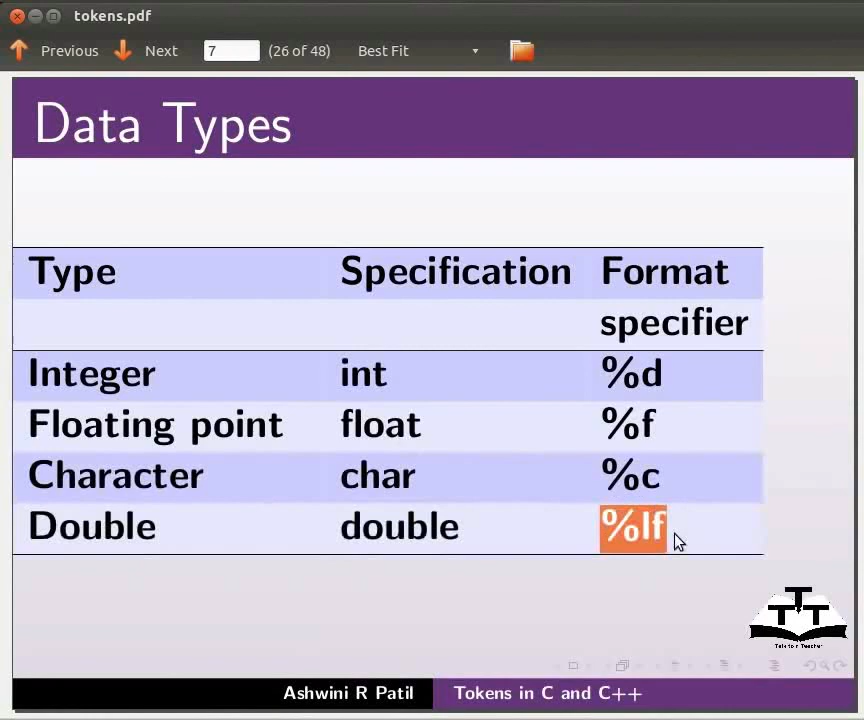 tokens.pdf
Previous Next 7 (26 of 48) Best Fit
Data Types
Type Specification Format
specifier
Integer int %d
Floating point float %f
Character char %c
Double double %lf
TTT
Ashwini R Patil Tokens in C and C++